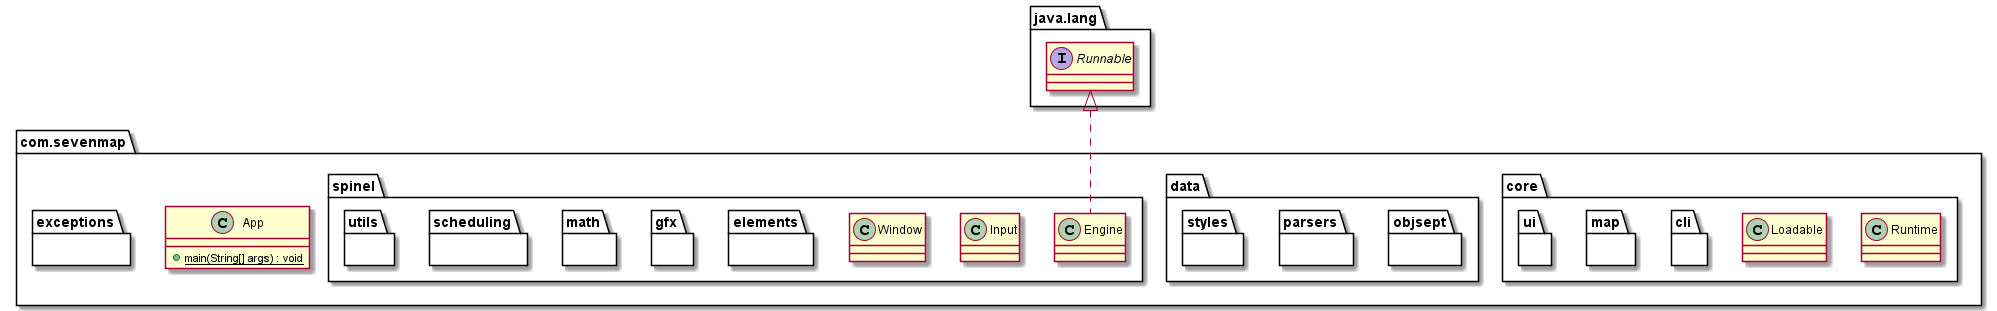 java.lang
I Runnable
com.sevenmap
spinel
data
core
exceptions
C App
main(String[] args) : void
utils
scheduling
math
gfx
elements
C Window
C Input
C Engine
styles
parsers
objsept
ui
map
cli
C Loadable
C Runtime